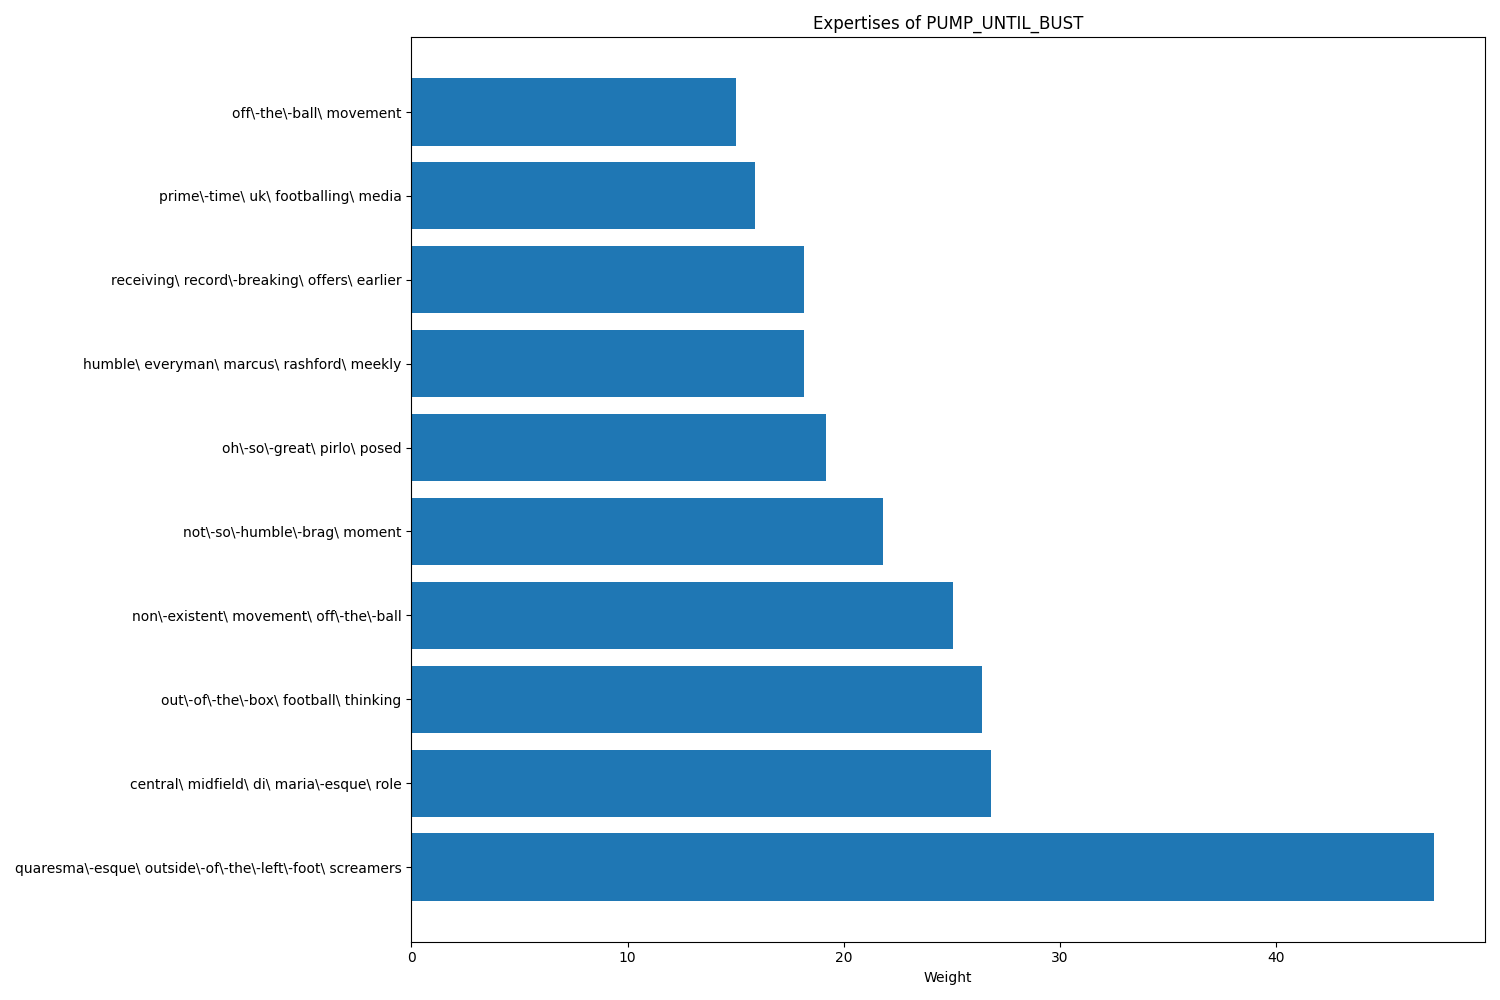 Expertises of PUMP_UNTIL_BUST
off\-the\-ball\ movement
prime\-time\ uk\ footballing\ media
receiving\ record\-breaking\ offers\ earlier
humble\ everyman\ marcus\ rashford\ meekly
oh\-so\-great\ pirlo\ posed
not\-so\-humble\-brag\ moment
non\-existent\ movement\ off\-the\-ball
out\-of\-the\-box\ football\ thinking
central\ midfield\ di\ maria\-esque\ role
quaresma\-esque\ outside\-of\-the\-left\-foot\ screamers
0 10 20 30 40
Weight